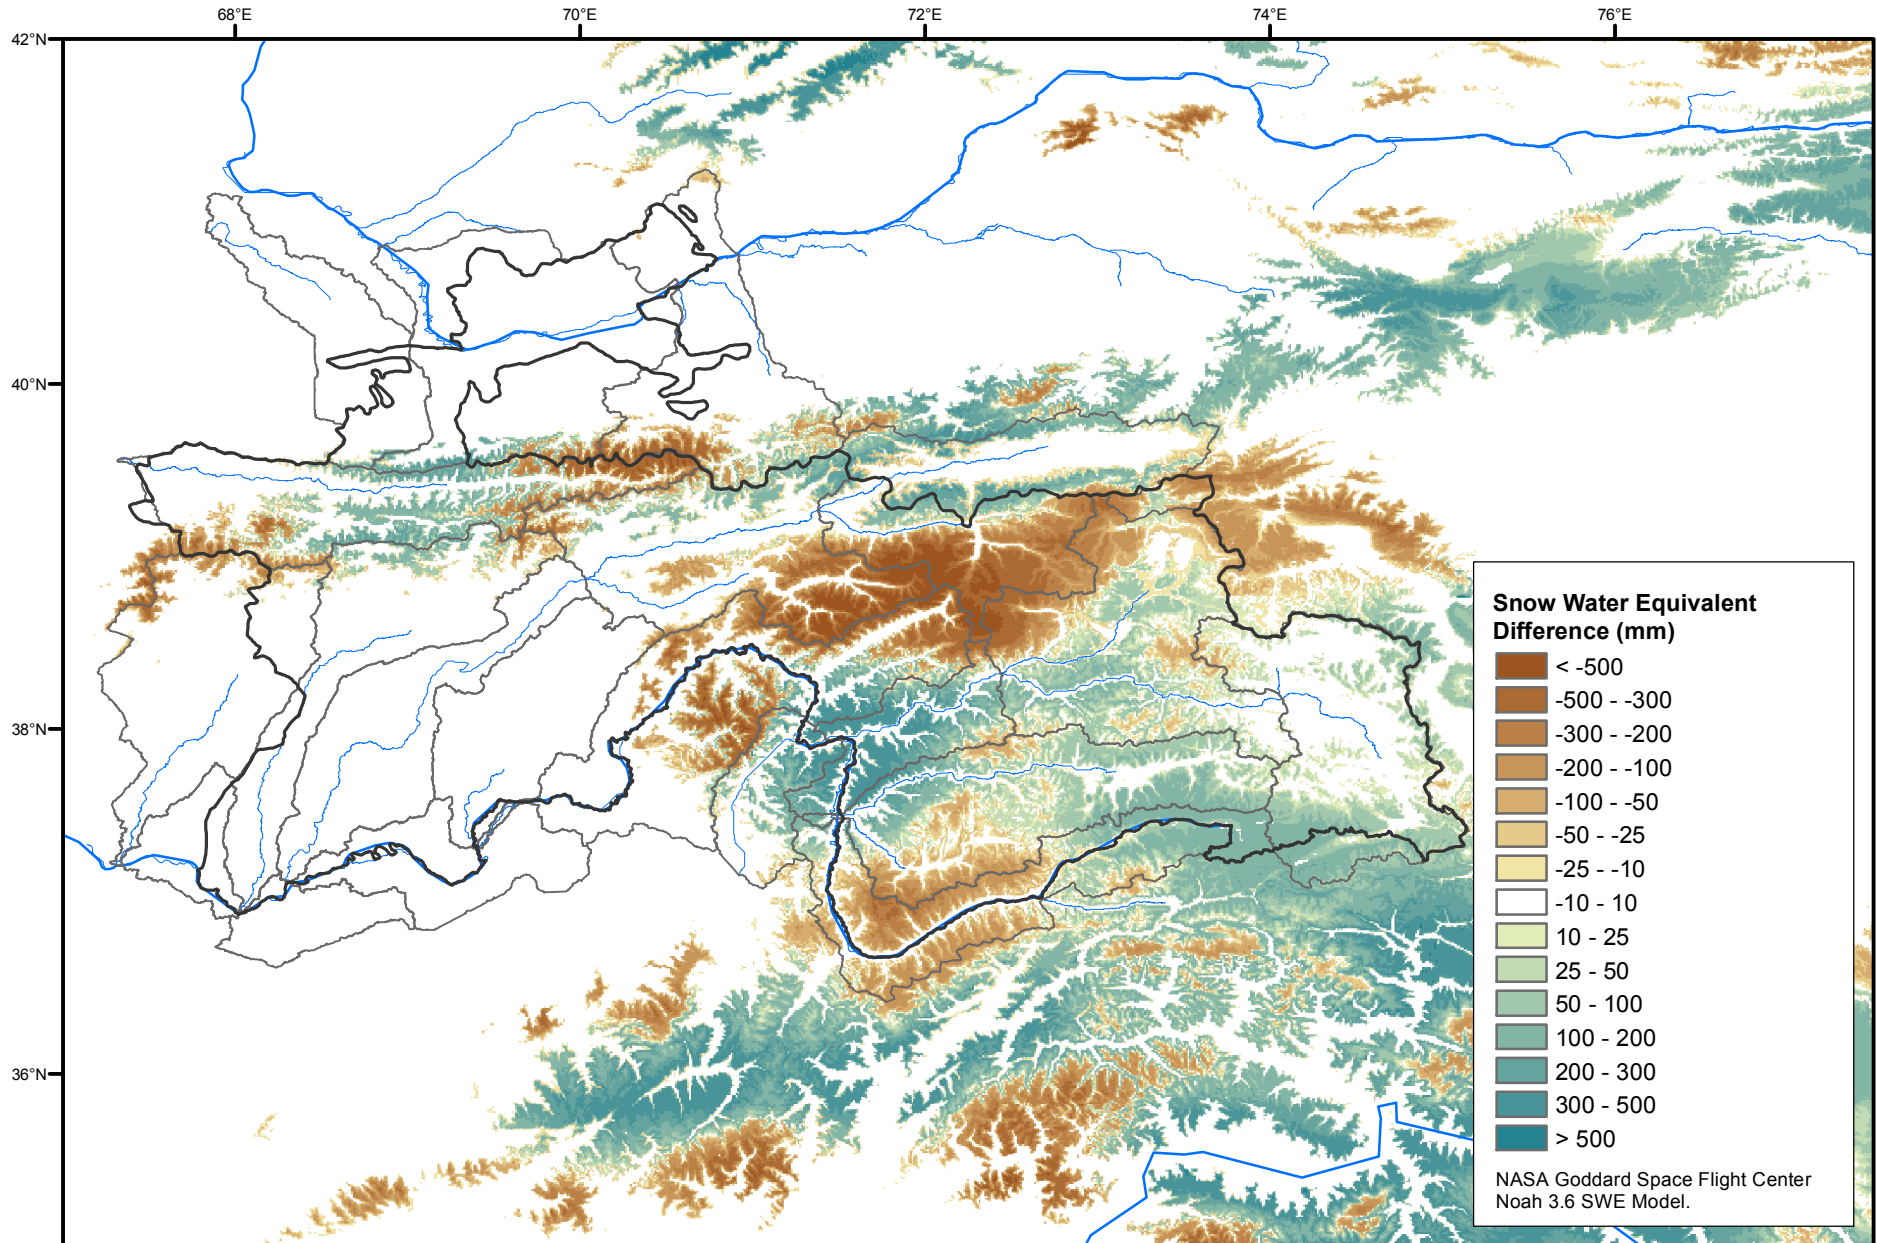 68°E
70°E
72°E
74°E
76°E
42°N
40°N
38°N
36°N
Snow Water Equivalent
Difference (mm)
< -500
-500 - -300
-300 - -200
-200 - -100
-100 - -50
-50 - -25
-25 - -10
-10 - 10
10 - 25
25 - 50
50 - 100
100 - 200
200 - 300
300 - 500
> 500
NASA Goddard Space Flight Center
Noah 3.6 SWE Model.